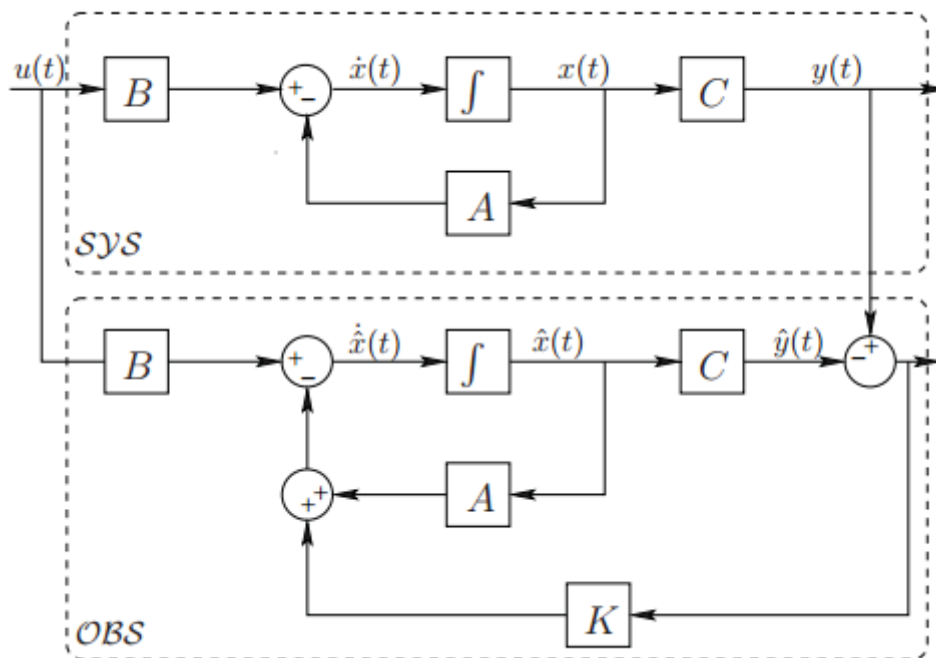 u(t) B + − ẋ(t) ∫ x(t) C y(t)
A
SYS
B + − x̂̇(t) ∫ x̂(t) C ŷ(t) − +
+ + A
K
OBS